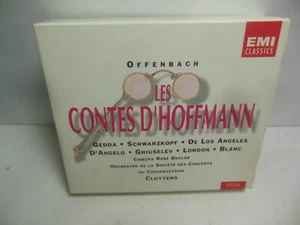 EMI
CLASSICS
OFFENBACH
LES
CONTES D'HOFFMANN
GEDDA · SCHWARZKOPF · DE LOS ANGELES
D'ANGELO · GHIUSELEV · LONDON · BLANC
CHŒURS RENÉ DUCLOS
ORCHESTRE DE LA SOCIÉTÉ DES CONCERTS
DU CONSERVATOIRE
CLUYTENS